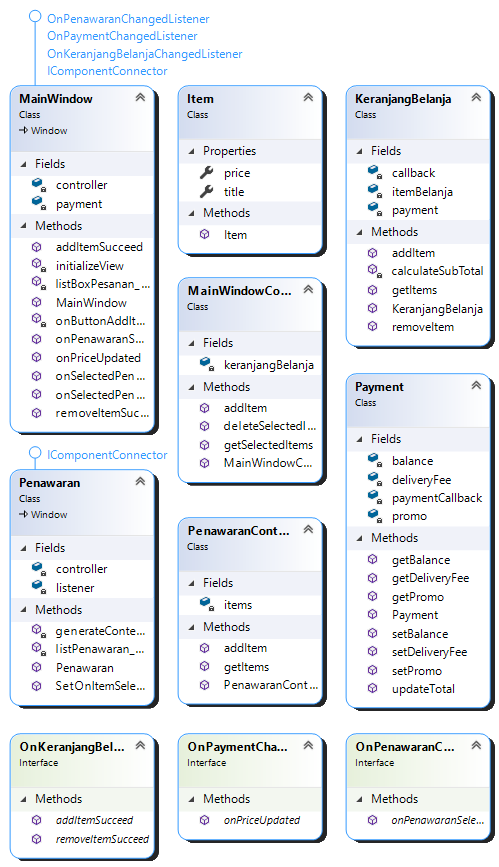 OnPenawaranChangedListener
OnPaymentChangedListener
OnKeranjangBelanjaChangedListener
IComponentConnector
MainWindow
Class
Window
Fields
controller
payment
Methods
addItemSucceed
initializeView
listBoxPesanan_...
MainWindow
onButtonAddIt...
onPenawaranS...
onPriceUpdated
onSelectedPen...
onSelectedPen...
removeItemSuc...
Item
Class
Properties
price
title
Methods
Item
KeranjangBelanja
Class
Fields
callback
itemBelanja
payment
Methods
addItem
calculateSubTotal
getItems
KeranjangBelanja
removeItem
MainWindowCo...
Class
Fields
keranjangBelanja
Methods
addItem
deleteSelectedI...
getSelectedItems
MainWindowC...
Payment
Class
Fields
balance
deliveryFee
paymentCallback
promo
Methods
getBalance
getDeliveryFee
getPromo
Payment
setBalance
setDeliveryFee
setPromo
updateTotal
IComponentConnector
Penawaran
Class
Window
Fields
controller
listener
Methods
generateConte...
listPenawaran_...
Penawaran
SetOnItemSele...
PenawaranCont...
Class
Fields
items
Methods
addItem
getItems
PenawaranCont...
OnKeranjangBel...
Interface
Methods
addItemSucceed
removeItemSucceed
OnPaymentCha...
Interface
Methods
onPriceUpdated
OnPenawaranC...
Interface
Methods
onPenawaranSele...